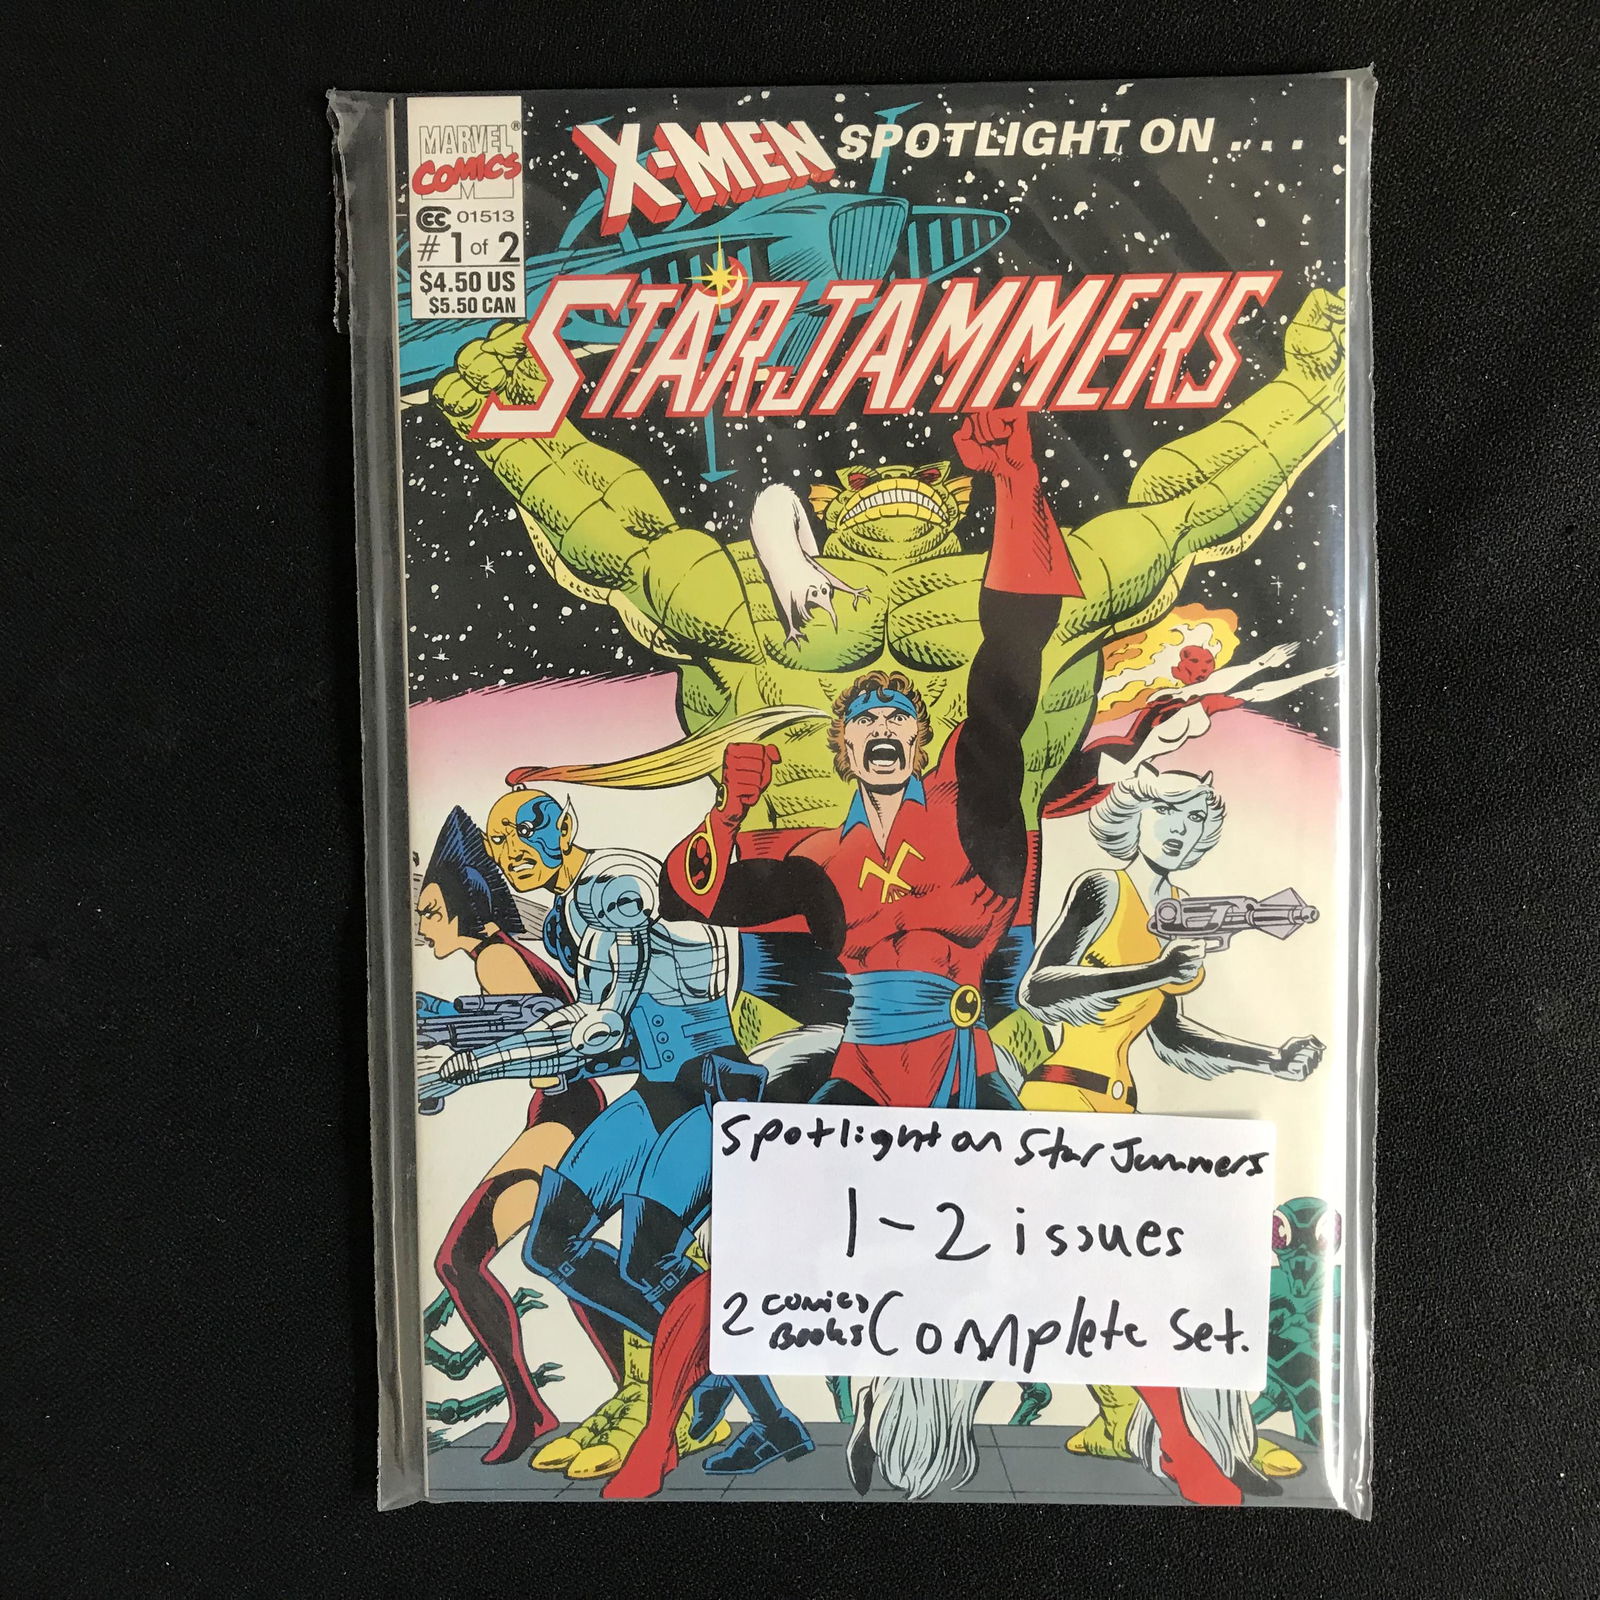 MARVEL®
COMICS
M
CC 01513
# 1 of 2
$4.50 US
$5.50 CAN
X-MEN SPOTLIGHT ON...
STARJAMMERS
Spotlight on Star Jammers
1-2 issues
2 comics Books Complete Set.